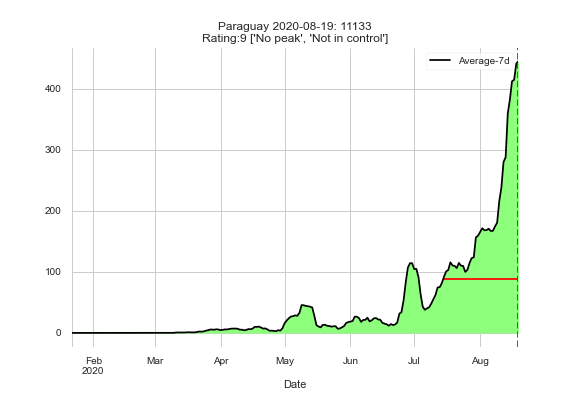 Paraguay 2020-08-19: 11133
Rating:9 ['No peak', 'Not in control']
Average-7d
400
300
200
100
0
Feb Mar Apr May Jun Jul Aug
2020
Date